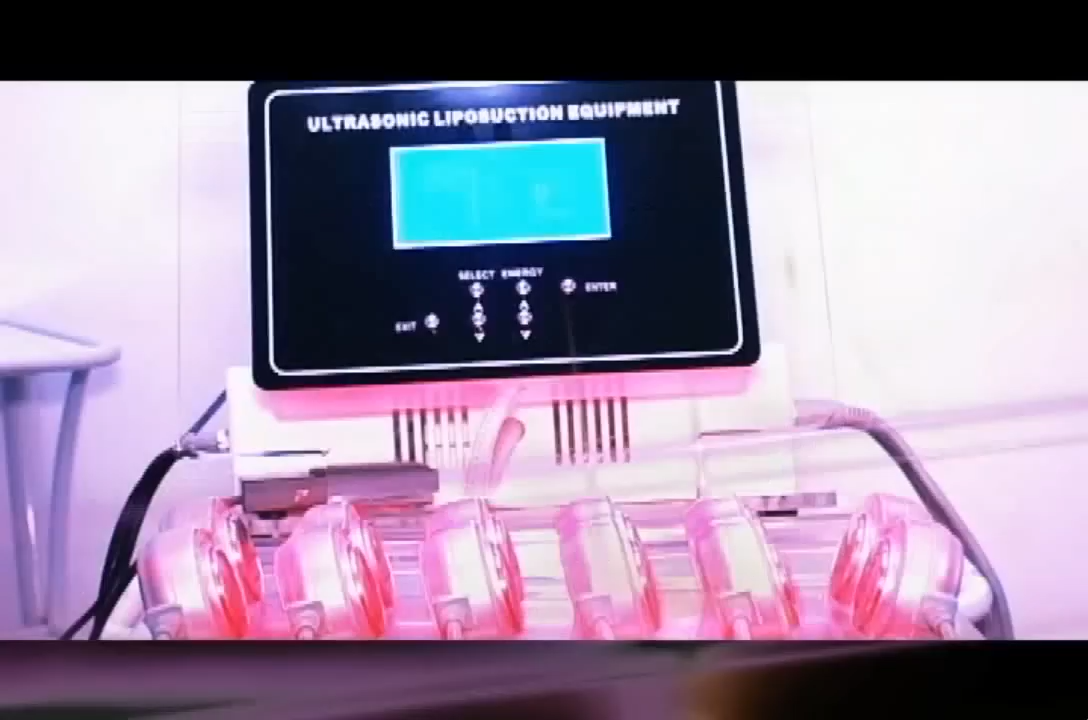 ULTRASONIC LIPOSUCTION EQUIPMENT
SELECT ENERGY
ENTER
EXIT